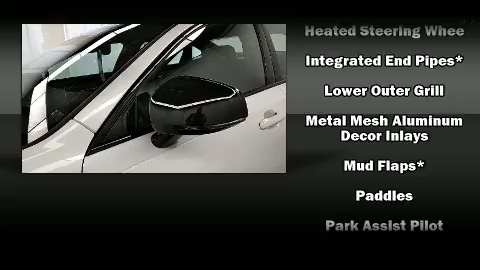 Heated Steering Whee
Integrated End Pipes*
Lower Outer Grill
Metal Mesh Aluminum
Decor Inlays
Mud Flaps*
Paddles
Park Assist Pilot